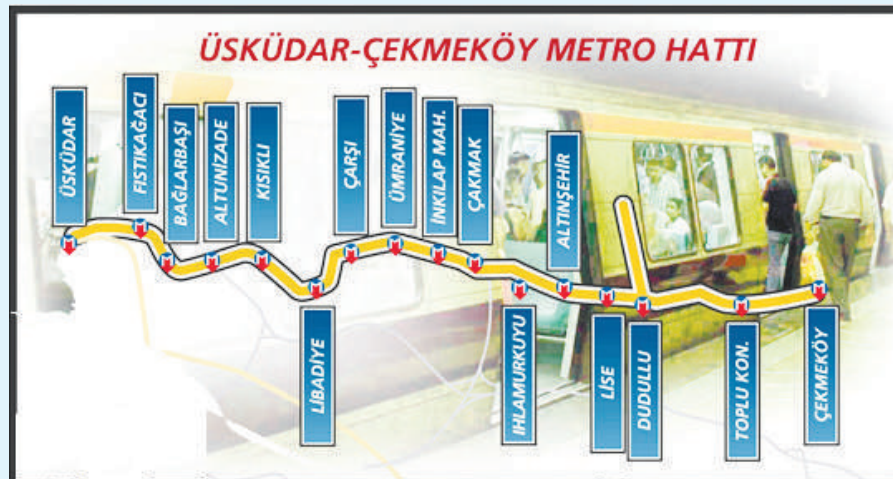 ÜSKÜDAR-ÇEKMEKÖY METRO HATTI
ÜSKÜDAR
FISTIKAĞACI
BAĞLARBAŞI
ALTUNİZADE
KISIKLI
LİBADİYE
ÇARŞI
ÜMRANİYE
İNKILAP MAH.
ÇAKMAK
IHLAMURKUYU
ALTINŞEHİR
LİSE
DUDULLU
TOPLU KON.
ÇEKMEKÖY